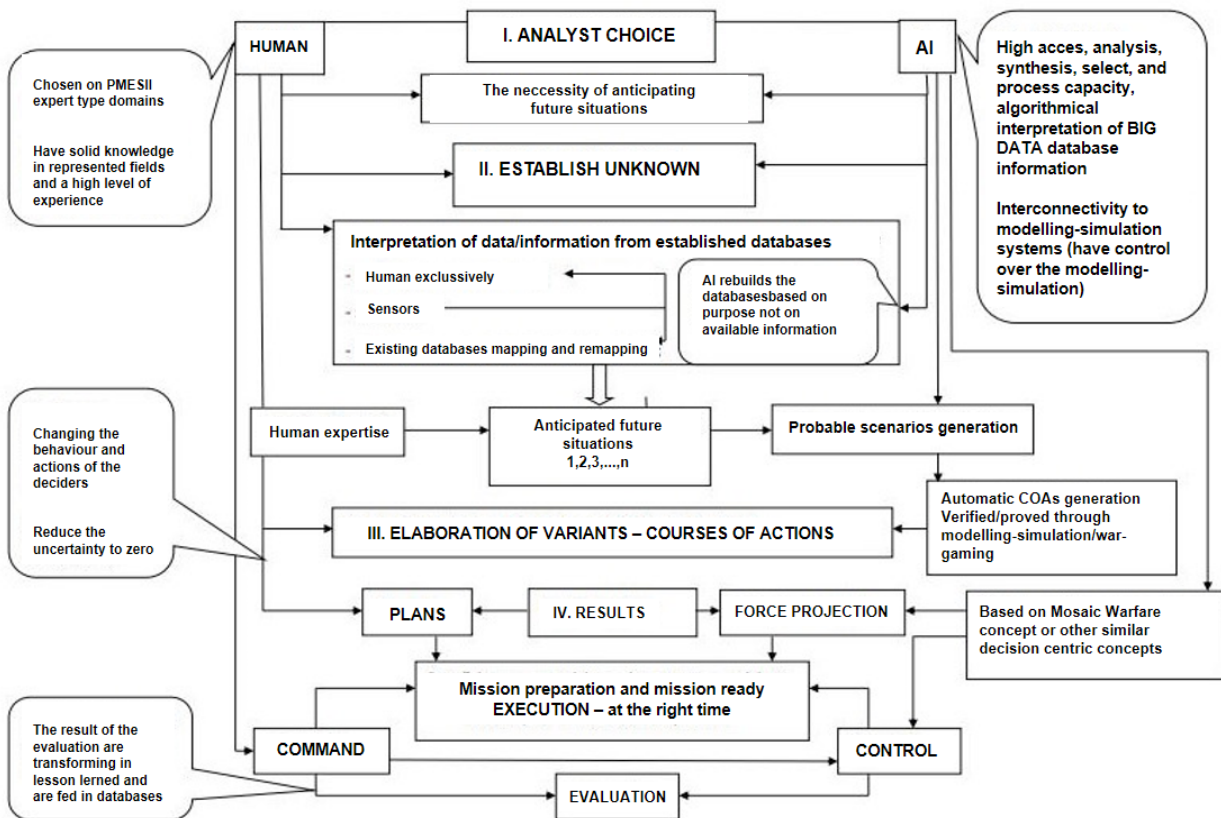 I. ANALYST CHOICE
HUMAN
AI
Chosen on PMESII
expert type domains
Have solid knowledge
in represented fields
and a high level of
experience
The neccessity of anticipating
future situations
High acces, analysis,
synthesis, select, and
process capacity,
algorithmical
interpretation of BIG
DATA database
information
Interconnectivity to
modelling-simulation
systems (have control
over the modelling-
simulation)
II. ESTABLISH UNKNOWN
Interpretation of data/information from established databases
- Human exclussively
- Sensors
- Existing databases mapping and remapping
AI rebuilds the
databasesbased on
purpose not on
available information
Human expertise
Anticipated future
situations
1,2,3,...,n
Probable scenarios generation
Changing the
behaviour and
actions of the
deciders
Reduce the
uncertainty to zero
III. ELABORATION OF VARIANTS – COURSES OF ACTIONS
Automatic COAs generation
Verified/proved through
modelling-simulation/war-
gaming
PLANS
IV. RESULTS
FORCE PROJECTION
Based on Mosaic Warfare
concept or other similar
decision centric concepts
Mission preparation and mission ready
EXECUTION – at the right time
The result of the
evaluation are
transforming in
lesson lerned and
are fed in databases
COMMAND
CONTROL
EVALUATION